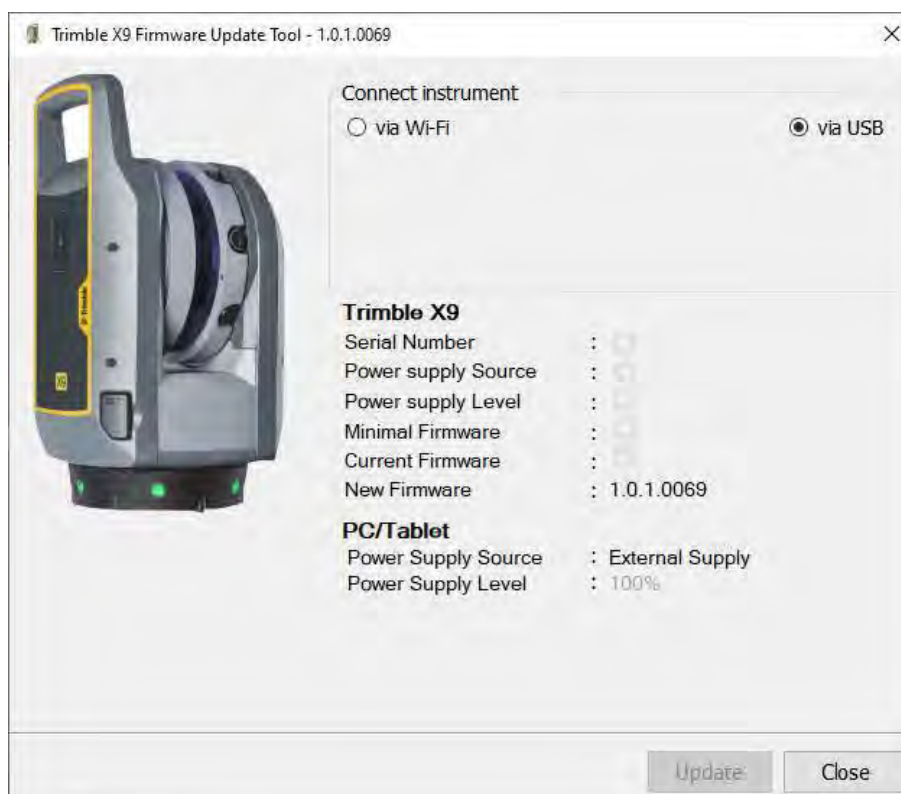 Trimble X9 Firmware Update Tool - 1.0.1.0069
Connect instrument
via Wi-Fi
via USB
Trimble X9
Serial Number :
Power supply Source :
Power supply Level :
Minimal Firmware :
Current Firmware :
New Firmware : 1.0.1.0069
PC/Tablet
Power Supply Source : External Supply
Power Supply Level : 100%
Trimble
X9
Update
Close